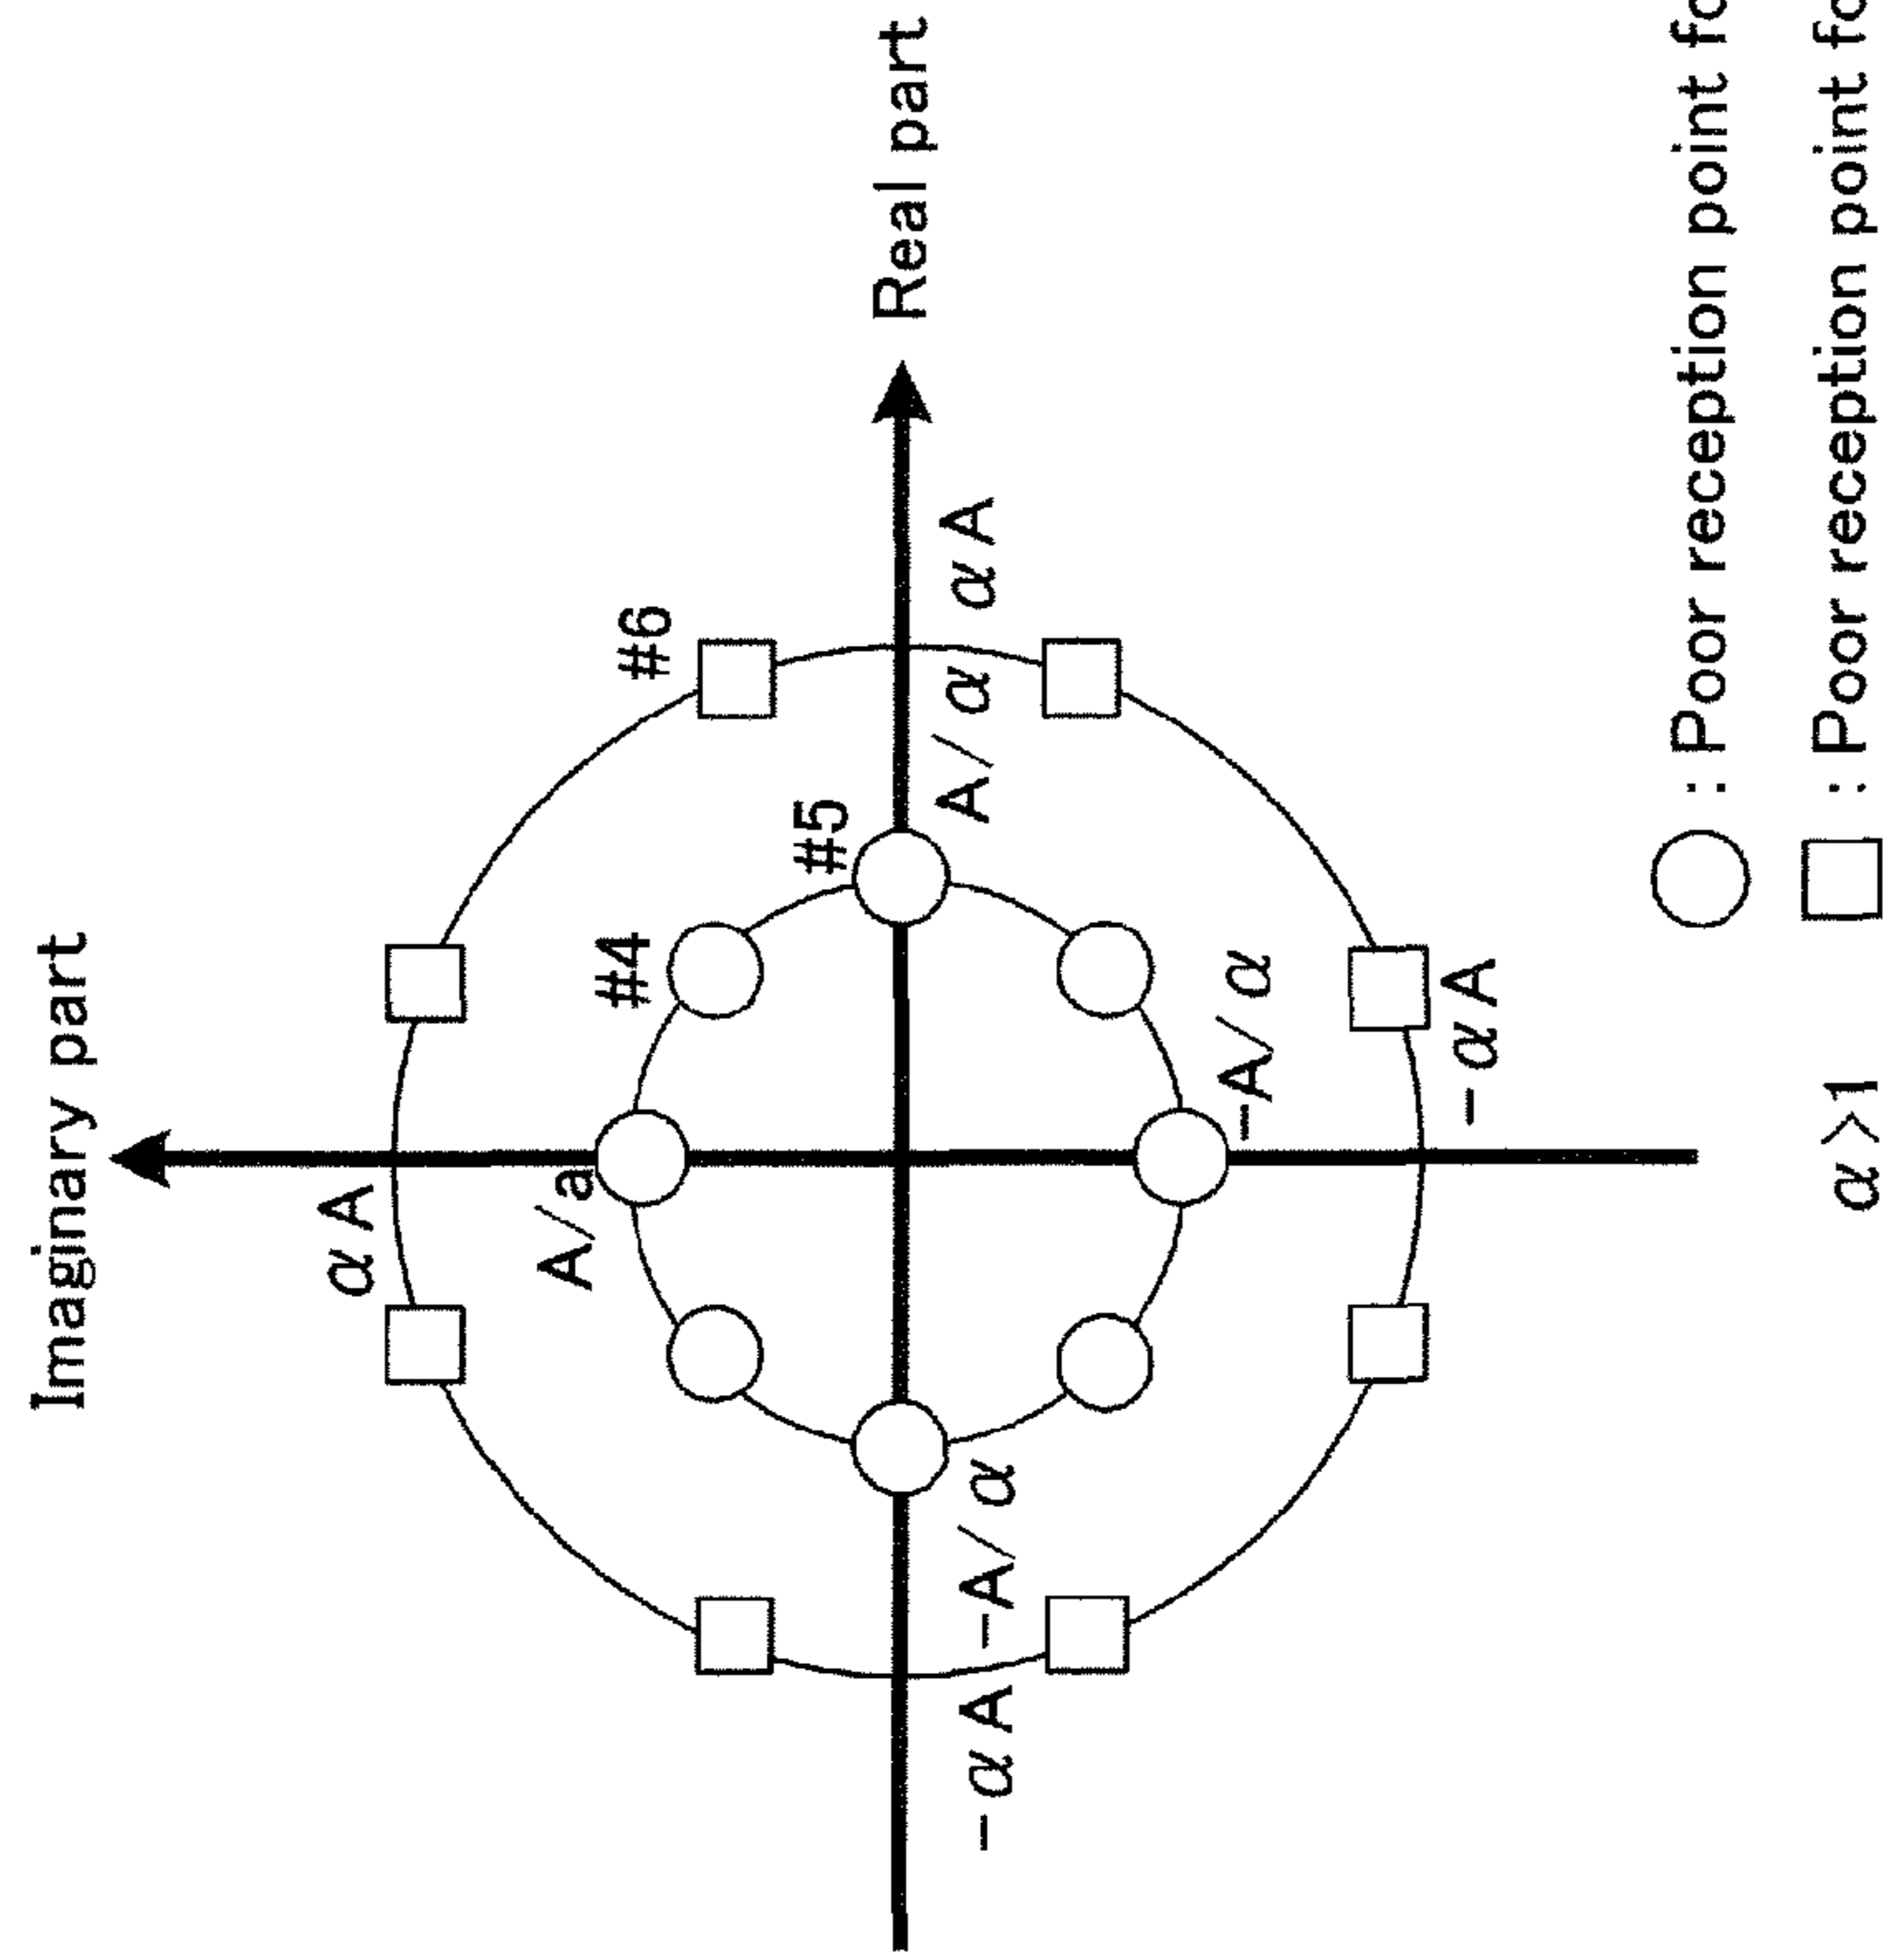 Imaginary part
αA
A/a
#4
#6
#5
Real part
-αA
-A/α
A/α
αA
-A/α
-αA
: Poor reception point fo
: Poor reception point fo
α>1